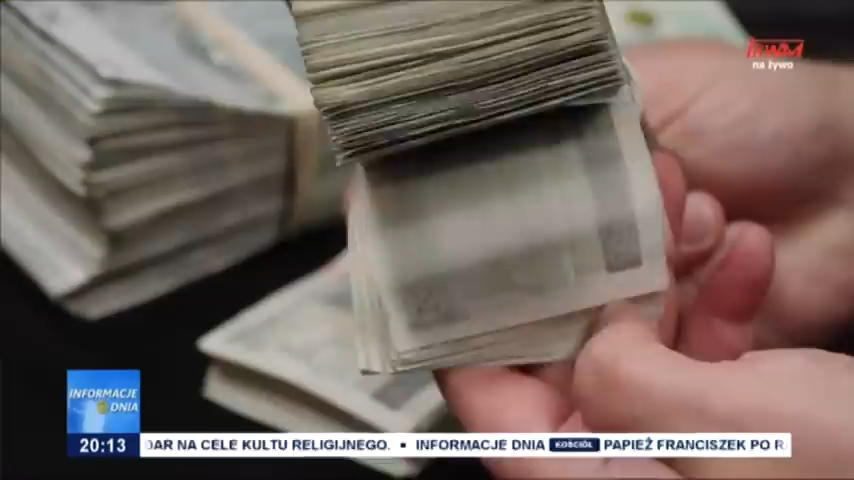 TRWAM
na żywo
INFORMACJE
DNIA
20:13
DAR NA CELE KULTU RELIGIJNEGO. • INFORMACJE DNIA KOŚCIÓŁ PAPIEŻ FRANCISZEK PO R